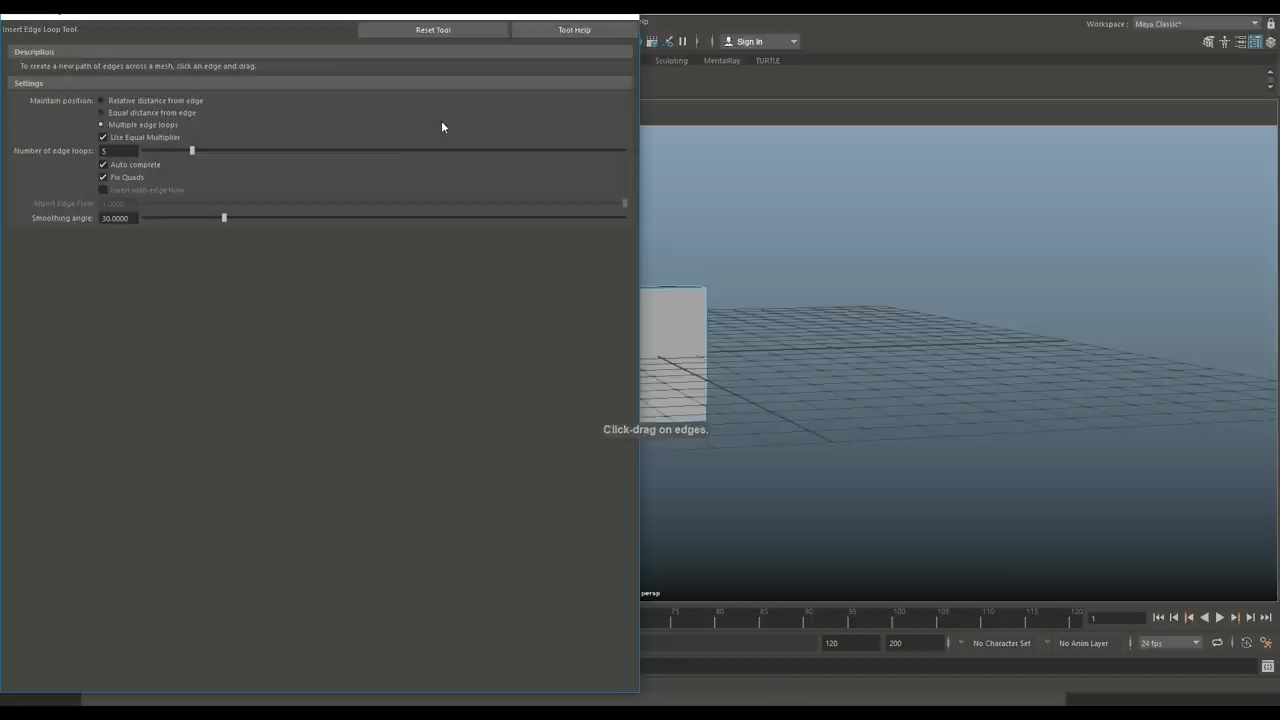 Insert Edge Loop Tool
Reset Tool
Tool Help
Description
To create a new path of edges across a mesh, click an edge and drag.
Settings
Maintain position:
Relative distance from edge
Equal distance from edge
Multiple edge loops
Use Equal Multiplier
Number of edge loops: 5
Auto complete
Fix Quads
Insert with edge flow
Adjust Edge Flow: 1.0000
Smoothing angle: 30.0000
Workspace: Maya Classic*
Sign In
Sculpting
MentalRay
TURTLE
Click-drag on edges.
persp
75 80 85 90 95 100 105 110 115 120
1
120
200
No Character Set
No Anim Layer
24 fps